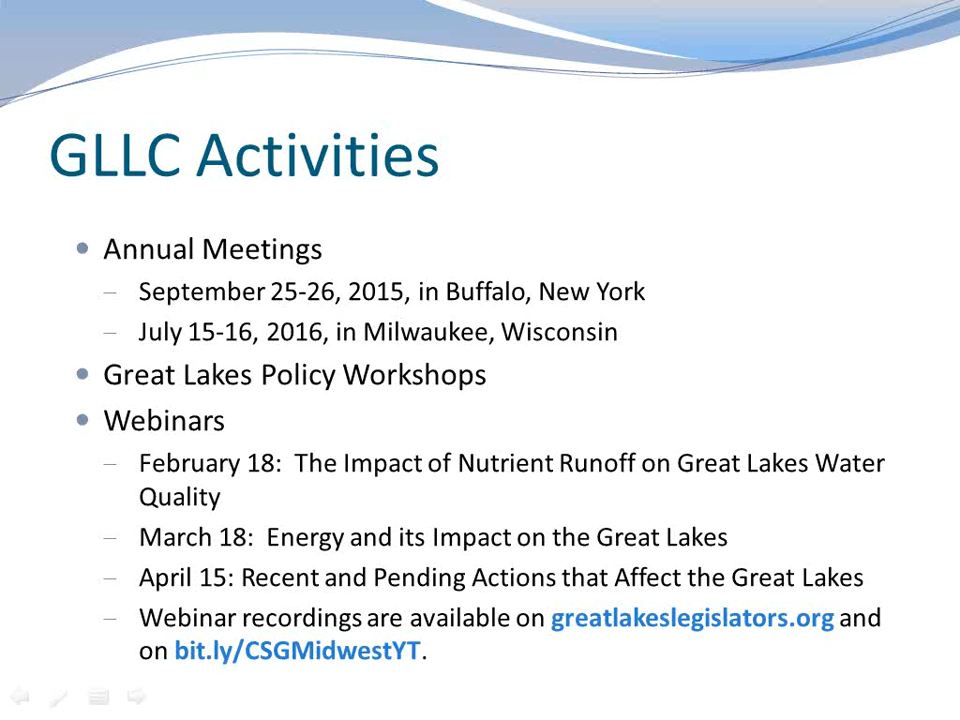 GLLC Activities
• Annual Meetings
– September 25-26, 2015, in Buffalo, New York
– July 15-16, 2016, in Milwaukee, Wisconsin
• Great Lakes Policy Workshops
• Webinars
– February 18:  The Impact of Nutrient Runoff on Great Lakes Water
Quality
– March 18:  Energy and its Impact on the Great Lakes
– April 15: Recent and Pending Actions that Affect the Great Lakes
– Webinar recordings are available on greatlakeslegislators.org and
on bit.ly/CSGMidwestYT.